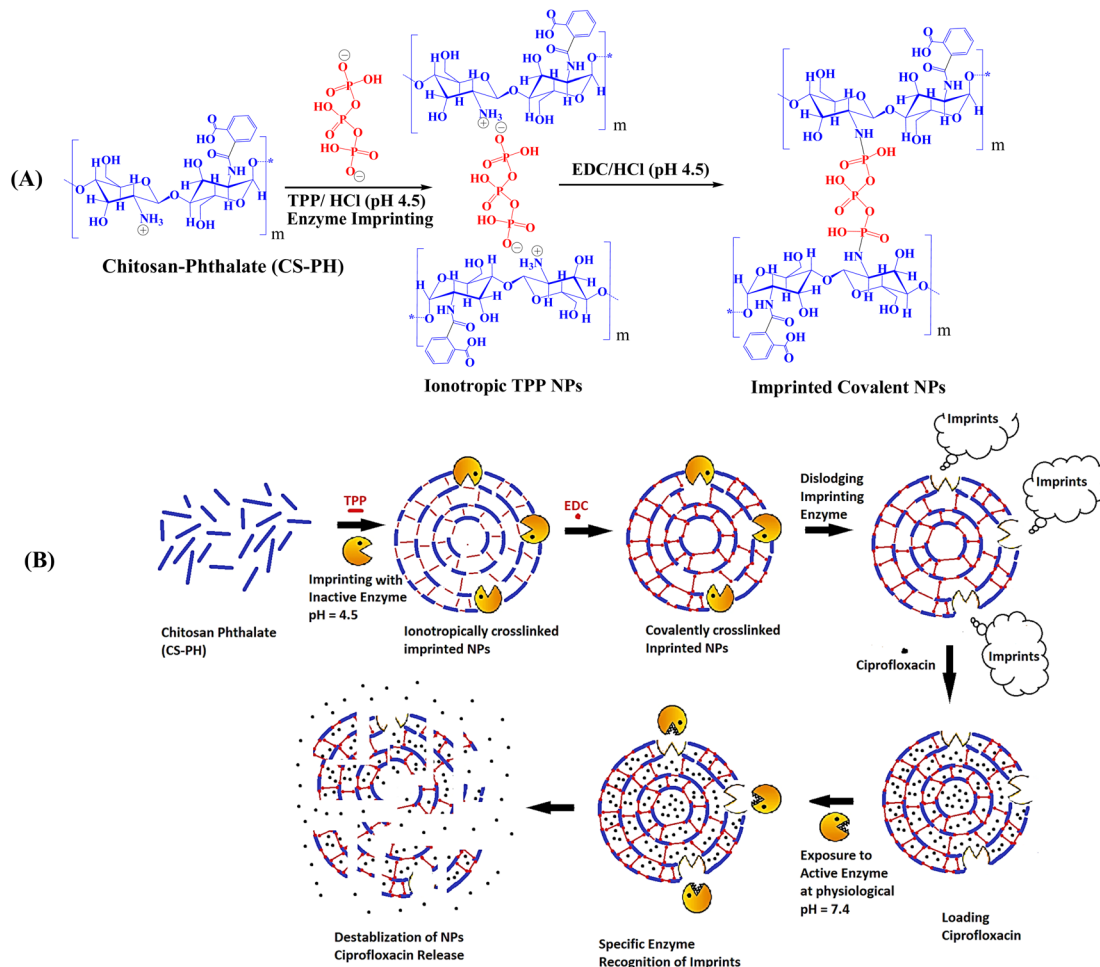 (A)
TPP/ HCl (pH 4.5)
Enzyme Imprinting
EDC/HCl (pH 4.5)
Chitosan-Phthalate (CS-PH)
Ionotropic TPP NPs
Imprinted Covalent NPs
(B)
TPP
Imprinting with
Inactive Enzyme
pH = 4.5
Chitosan Phthalate
(CS-PH)
Ionotropically crosslinked
imprinted NPs
EDC
Covalently crosslinked
Inprinted NPs
Dislodging
Imprinting
Enzyme
Imprints
Imprints
Imprints
Ciprofloxacin
Loading
Ciprofloxacin
Exposure to
Active Enzyme
at physiological
pH = 7.4
Specific Enzyme
Recognition of Imprints
Destablization of NPs
Ciprofloxacin Release